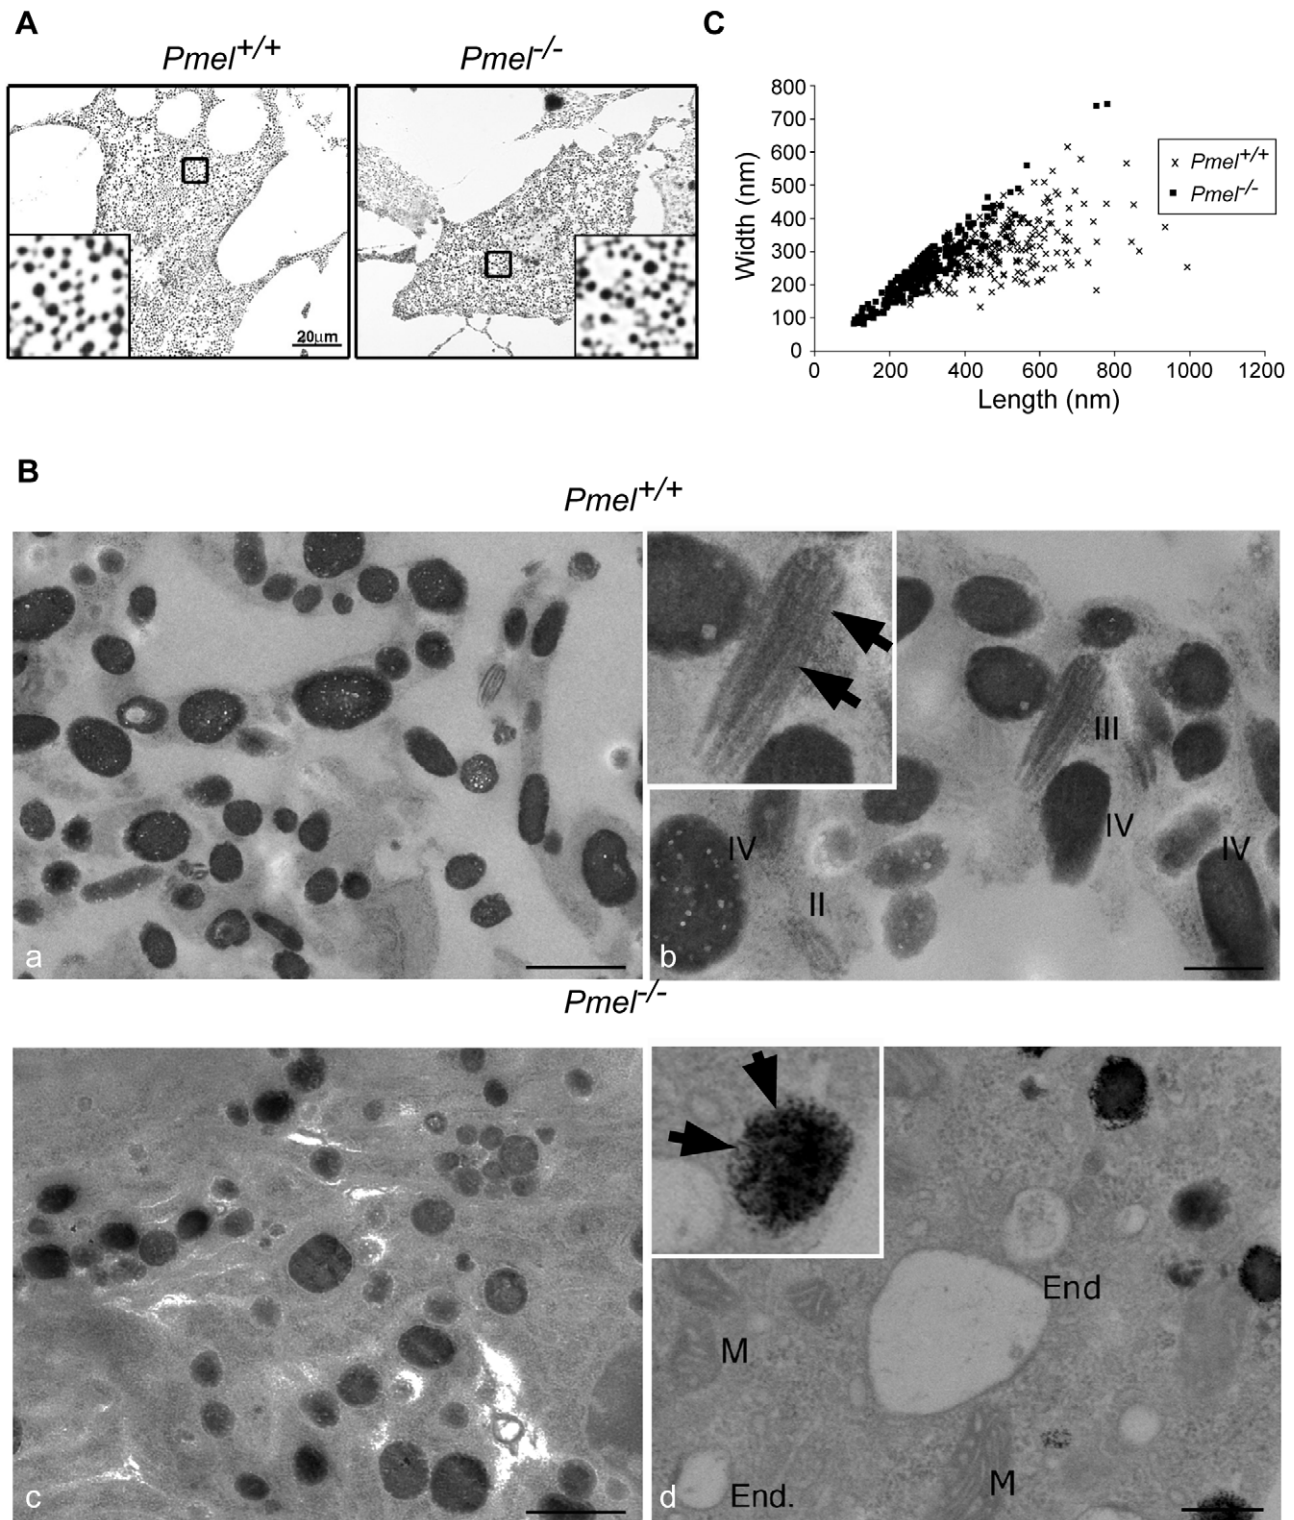 A
Pmel+/+
Pmel-/-
20µm
C
800
700
600
500
400
300
200
100
0
Width (nm)
0 200 400 600 800 1000 1200
Length (nm)
Pmel+/+
Pmel-/-
B
Pmel+/+
a
III
IV
IV
IV
II
b
Pmel-/-
c
End
M
M
End.
d